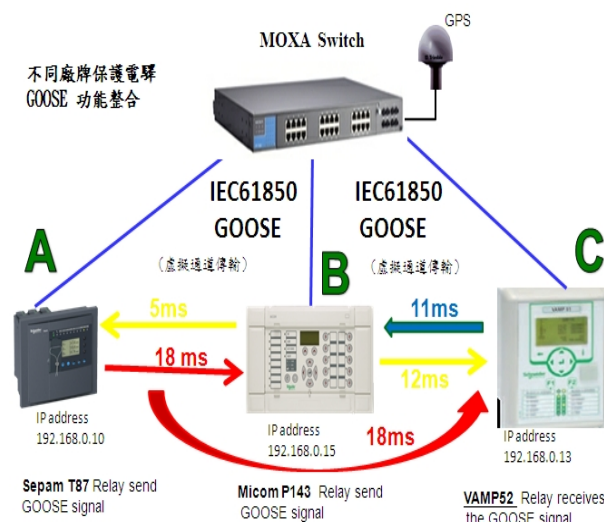 MOXA Switch
GPS
不同廠牌保護電驛
GOOSE 功能整合
IEC61850
GOOSE
(虛擬通道傳輸)
IEC61850
GOOSE
(虛擬通道傳輸)
A
B
C
5ms
18 ms
11ms
12ms
18ms
VAMP
IP address
192.168.0.10
IP address
192.168.0.15
IP address
192.168.0.13
Sepam T87 Relay send
GOOSE signal
Micom P143 Relay send
GOOSE signal
VAMP52 Relay receives
the GOOSE signal